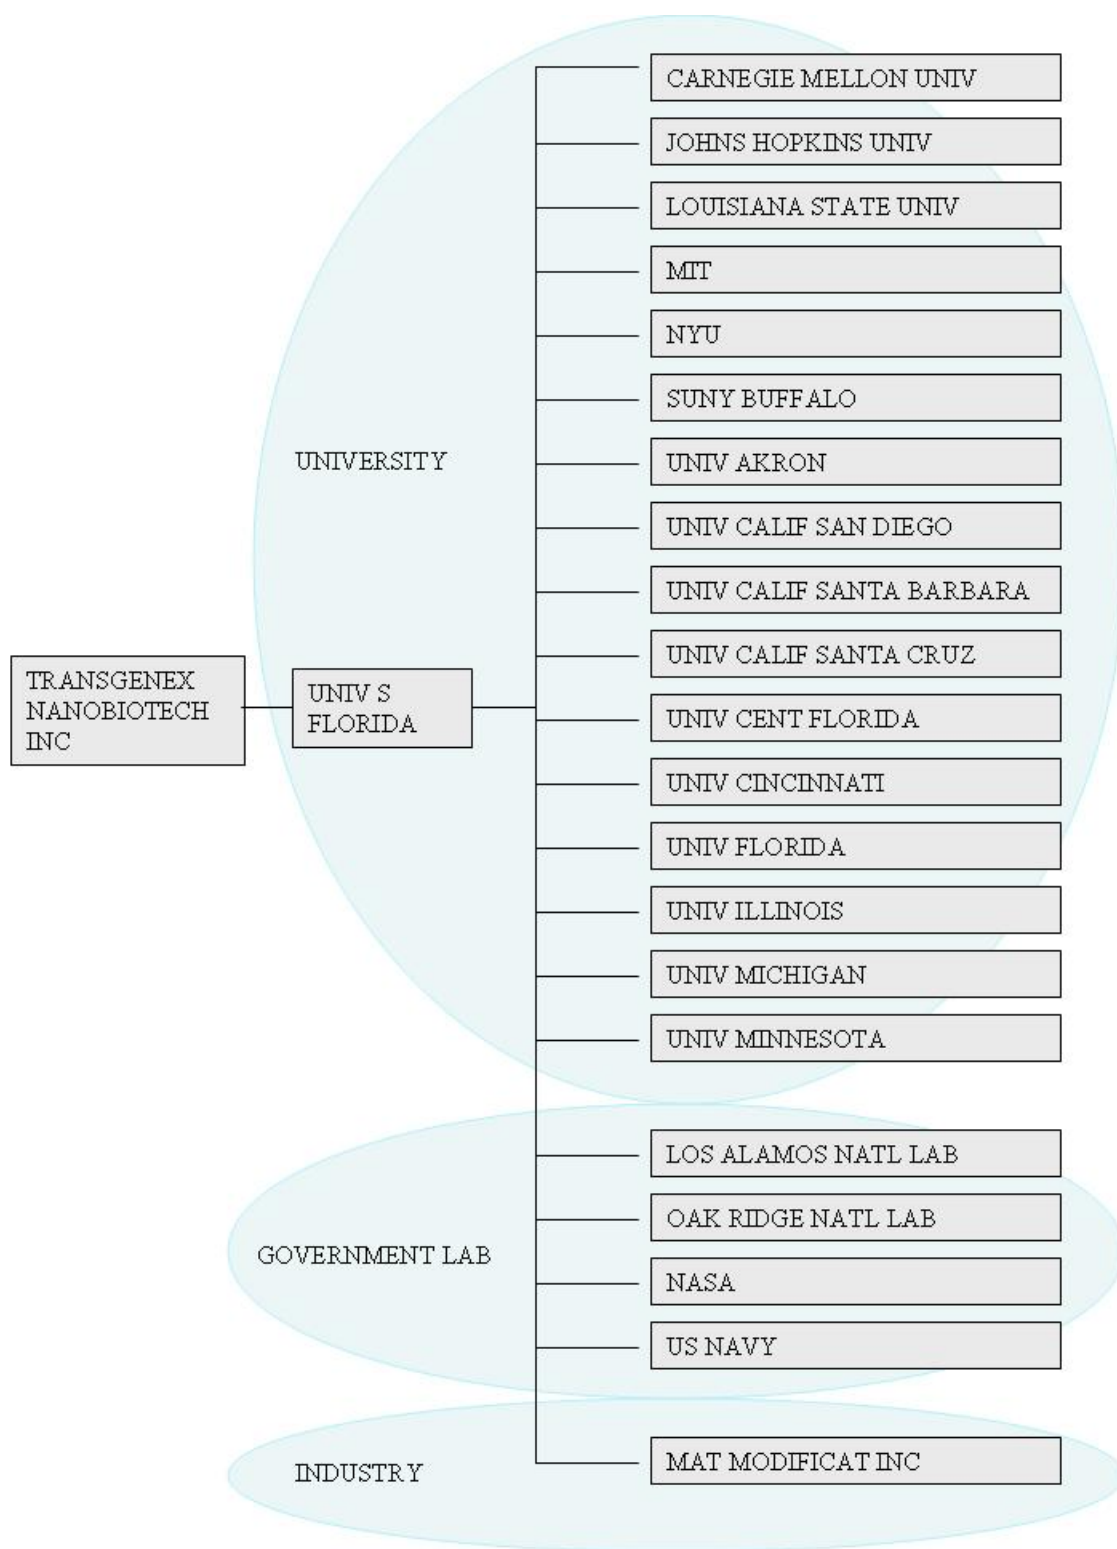 CARNEGIE MELLON UNIV
JOHNS HOPKINS UNIV
LOUISIANA STATE UNIV
MIT
NYU
SUNY BUFFALO
UNIVERSITY
UNIV AKRON
UNIV CALIF SAN DIEGO
UNIV CALIF SANTA BARBARA
UNIV CALIF SANTA CRUZ
TRANSGENEX
NANOBIOTECH
INC
UNIV S
FLORIDA
UNIV CENT FLORIDA
UNIV CINCINNATI
UNIV FLORIDA
UNIV ILLINOIS
UNIV MICHIGAN
UNIV MINNESOTA
LOS ALAMOS NATL LAB
OAK RIDGE NATL LAB
GOVERNMENT LAB
NASA
US NAVY
MAT MODIFICAT INC
INDUSTRY